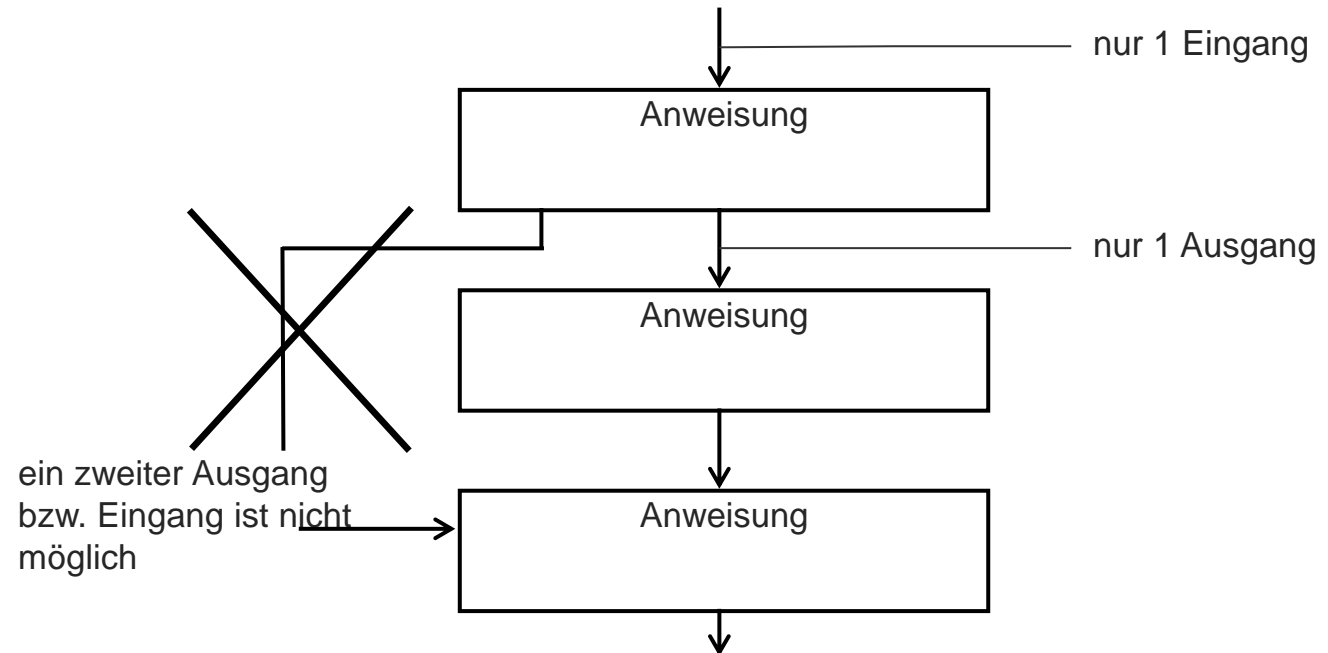 nur 1 Eingang
Anweisung
nur 1 Ausgang
Anweisung
ein zweiter Ausgang
bzw. Eingang ist nicht
möglich
Anweisung